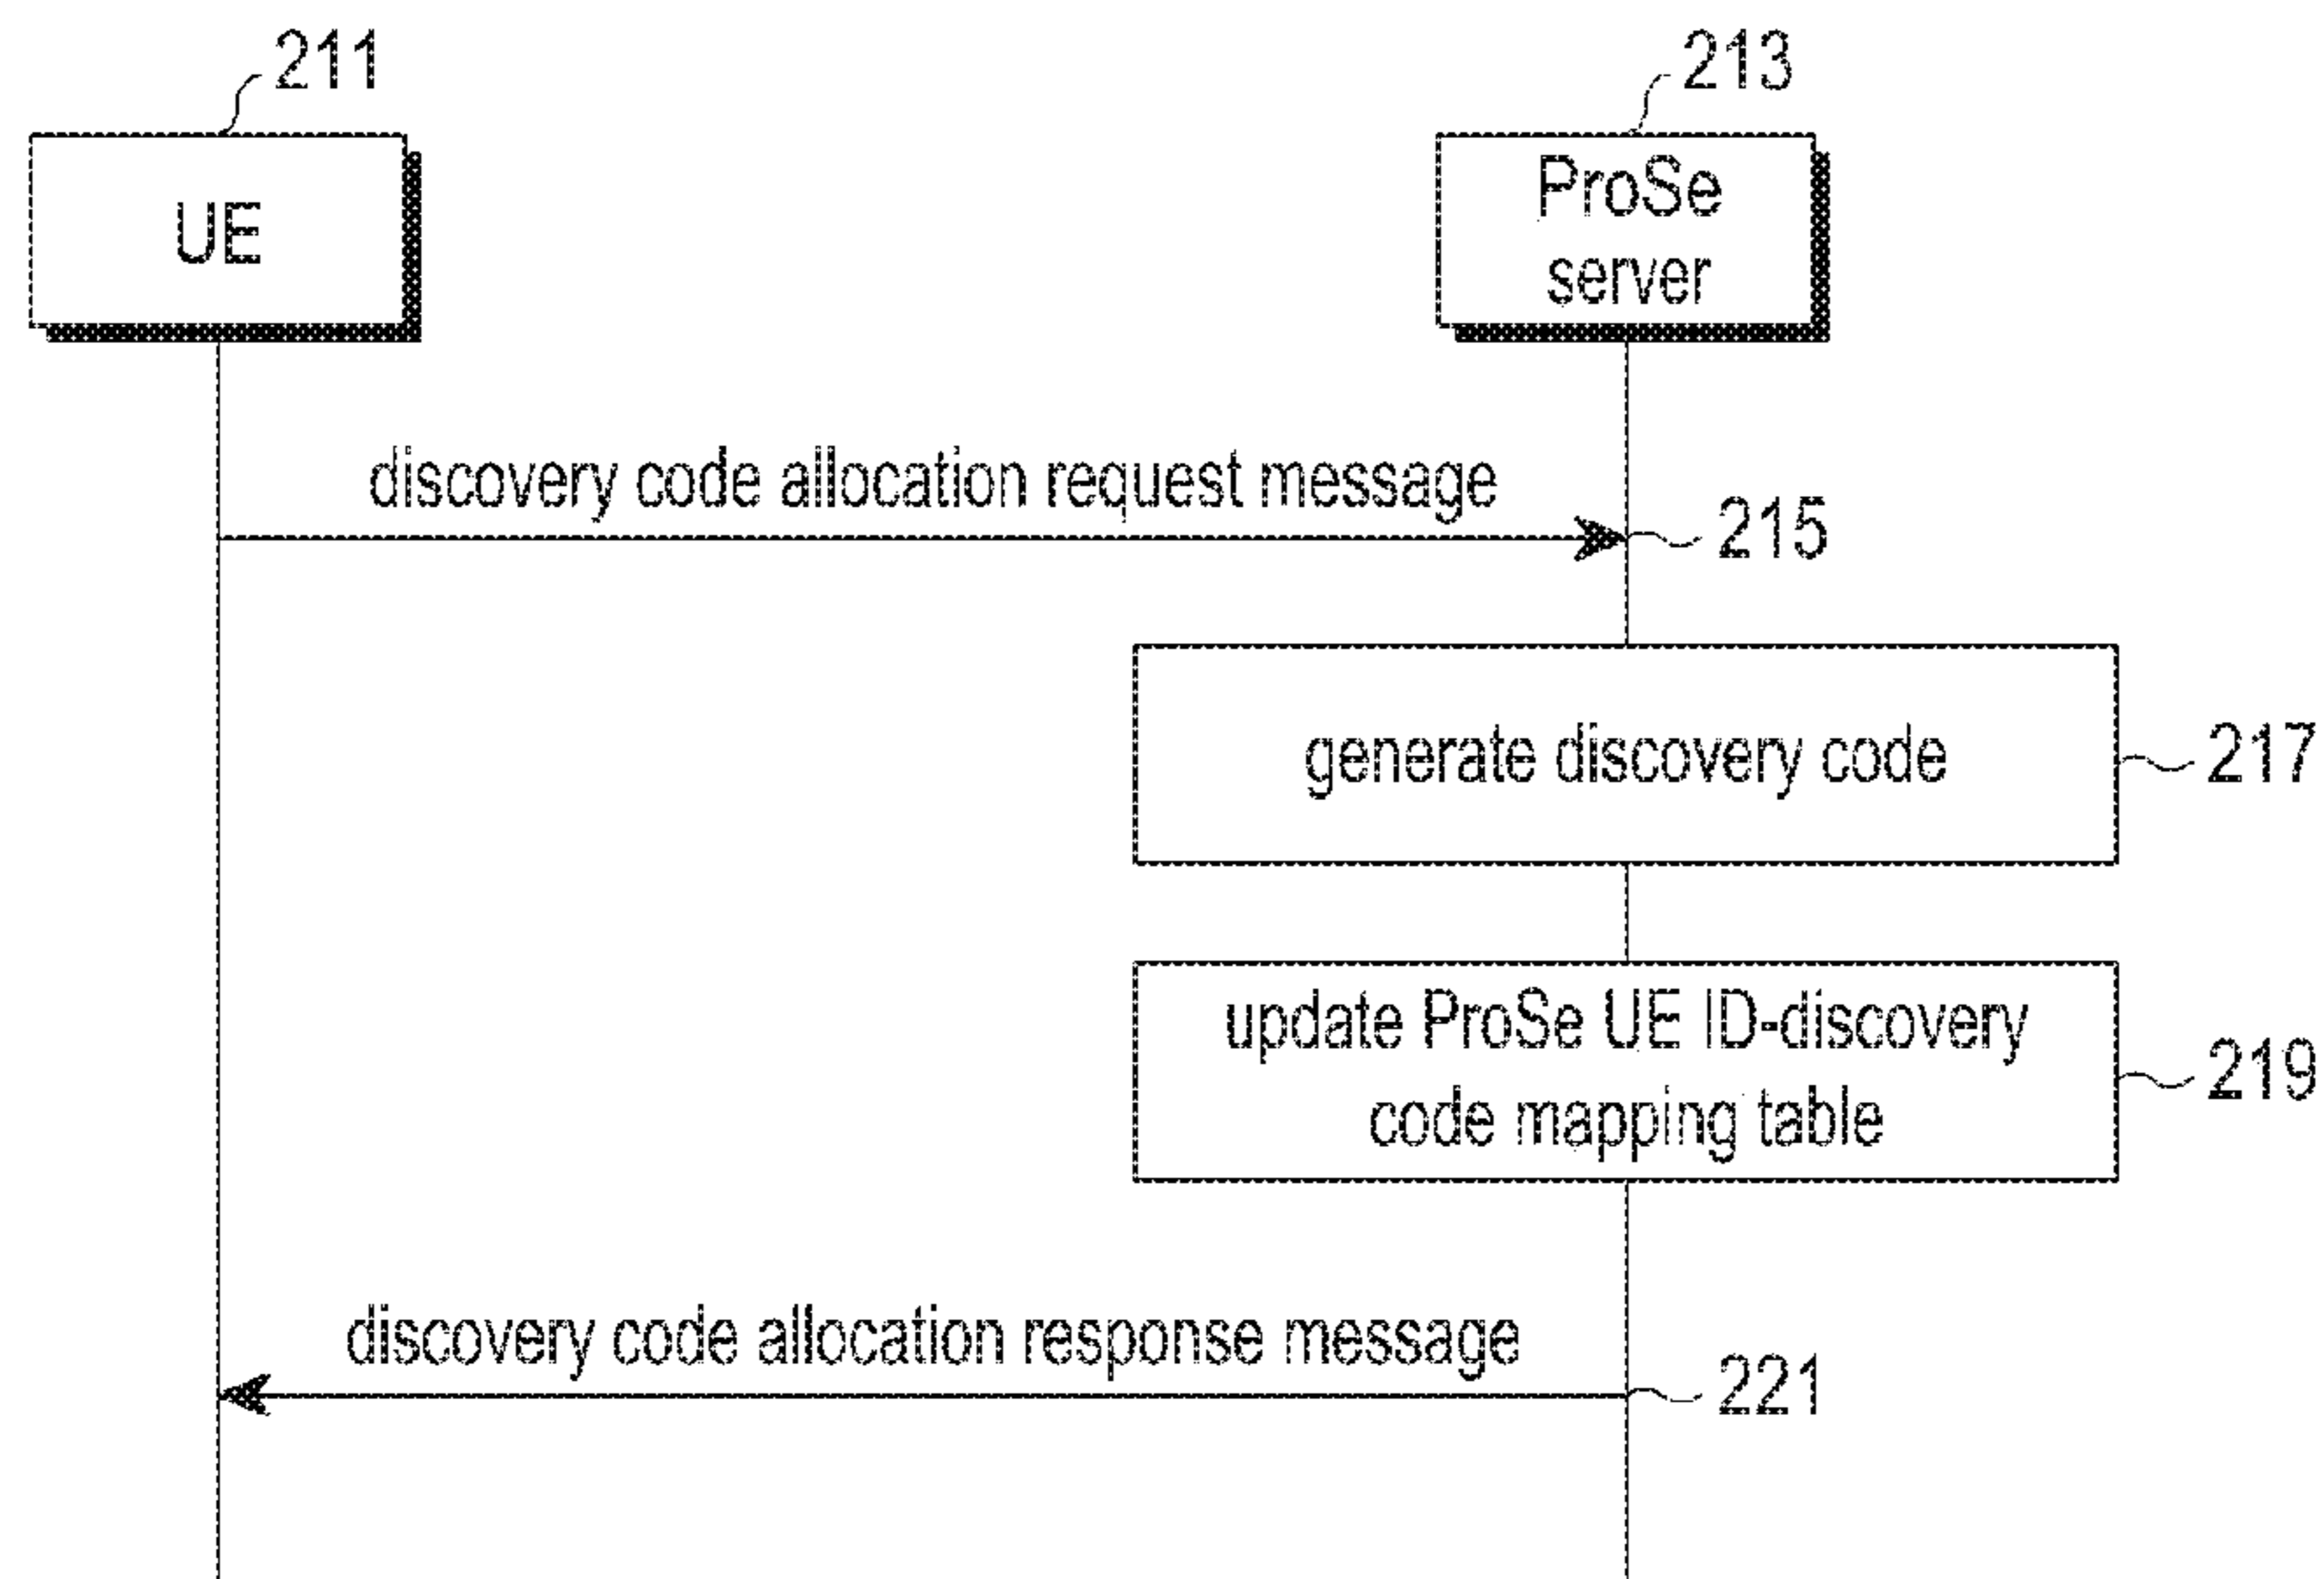 211
213
UE
ProSe
server
discovery code allocation request message
215
generate discovery code
217
update ProSe UE ID-discovery
code mapping table
219
discovery code allocation response message
221